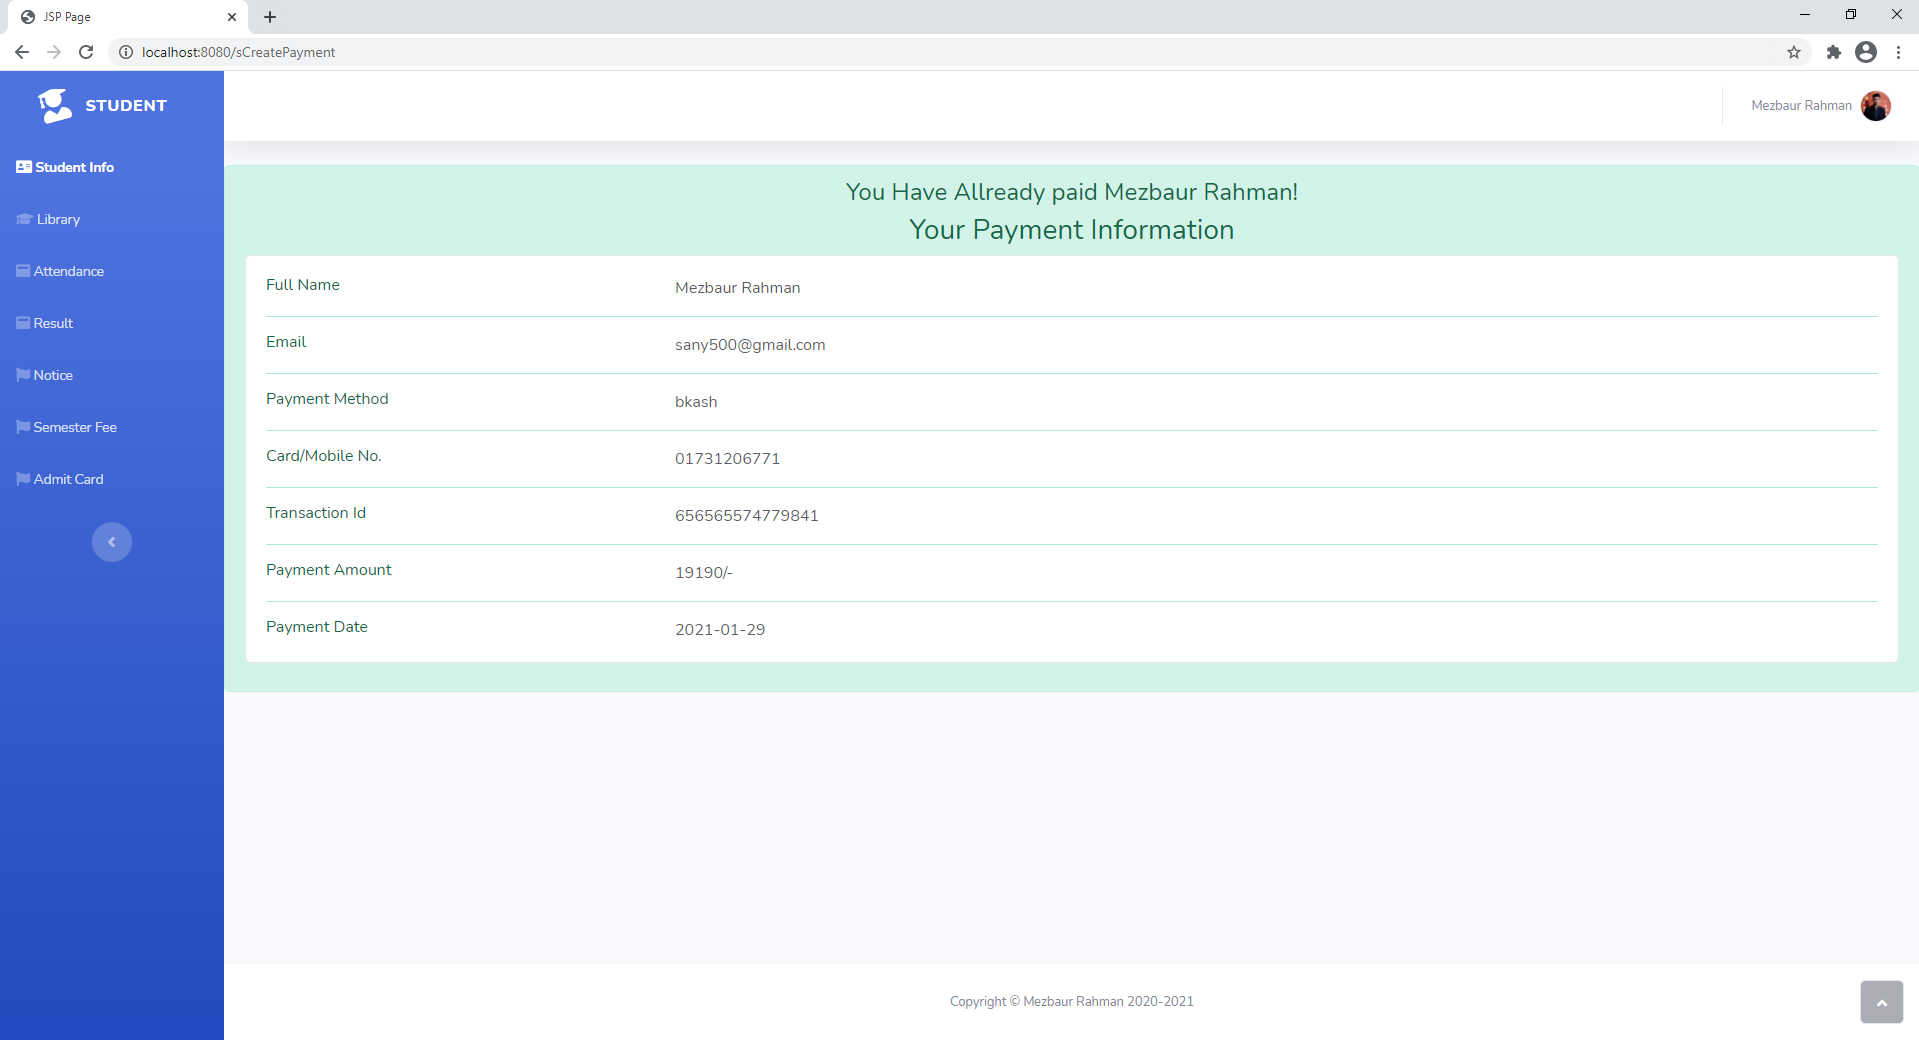 JSP Page
localhost:8080/sCreatePayment
STUDENT
Mezbaur Rahman
Student Info
Library
Attendance
Result
Notice
Semester Fee
Admit Card
You Have Allready paid Mezbaur Rahman!
Your Payment Information
Full Name Mezbaur Rahman
Email sany500@gmail.com
Payment Method bkash
Card/Mobile No. 01731206771
Transaction Id 656565574779841
Payment Amount 19190/-
Payment Date 2021-01-29
Copyright © Mezbaur Rahman 2020-2021